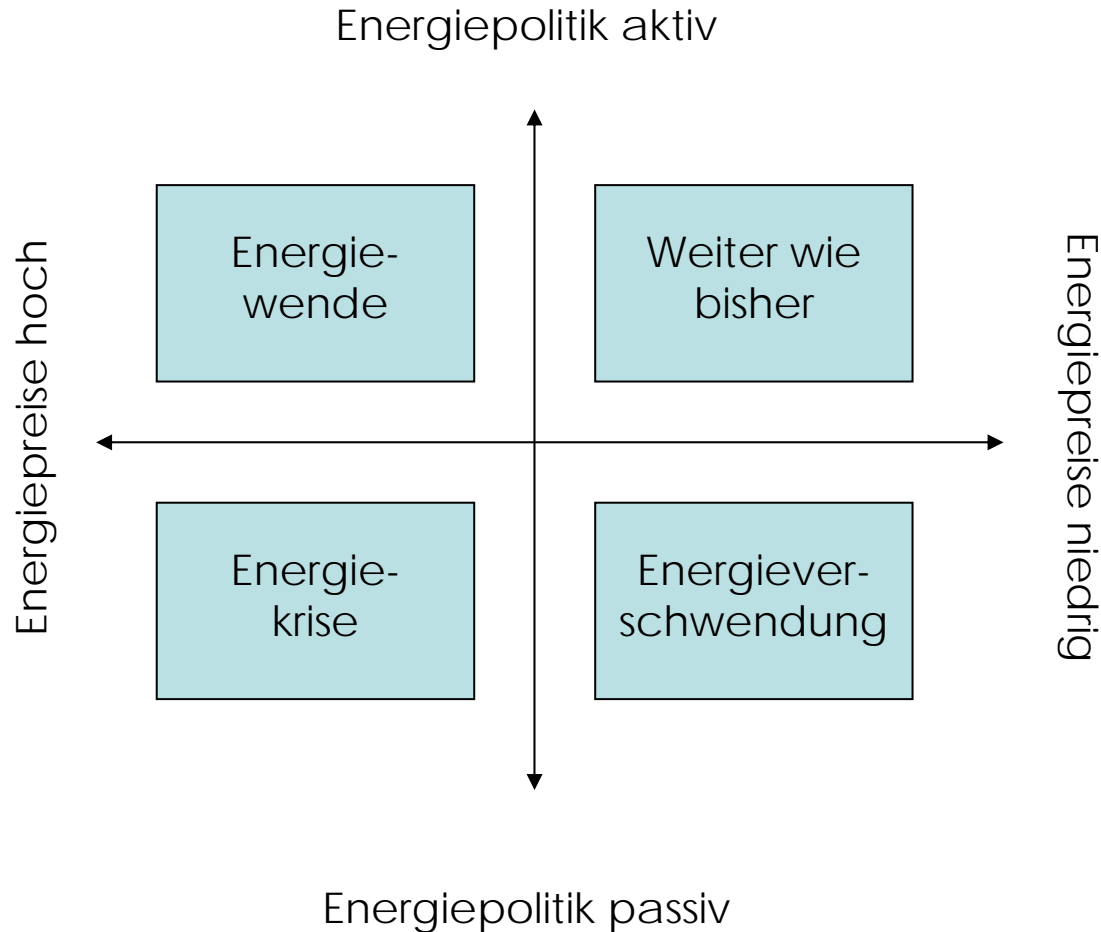 Energiepolitik aktiv
Energiepreise hoch
Energie-
wende
Weiter wie
bisher
Energiepreise niedrig
Energie-
krise
Energiever-
schwendung
Energiepolitik passiv